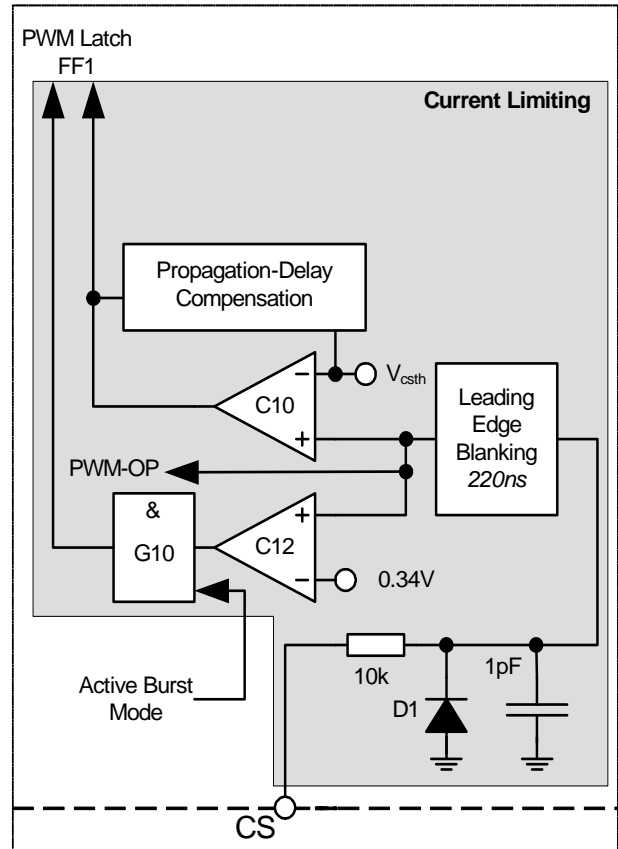 PWM Latch
FF1
Current Limiting
Propagation-Delay
Compensation
Vcsth
C10
Leading
Edge
Blanking
220ns
PWM-OP
&
G10
C12
0.34V
10k
1pF
D1
Active Burst
Mode
CS